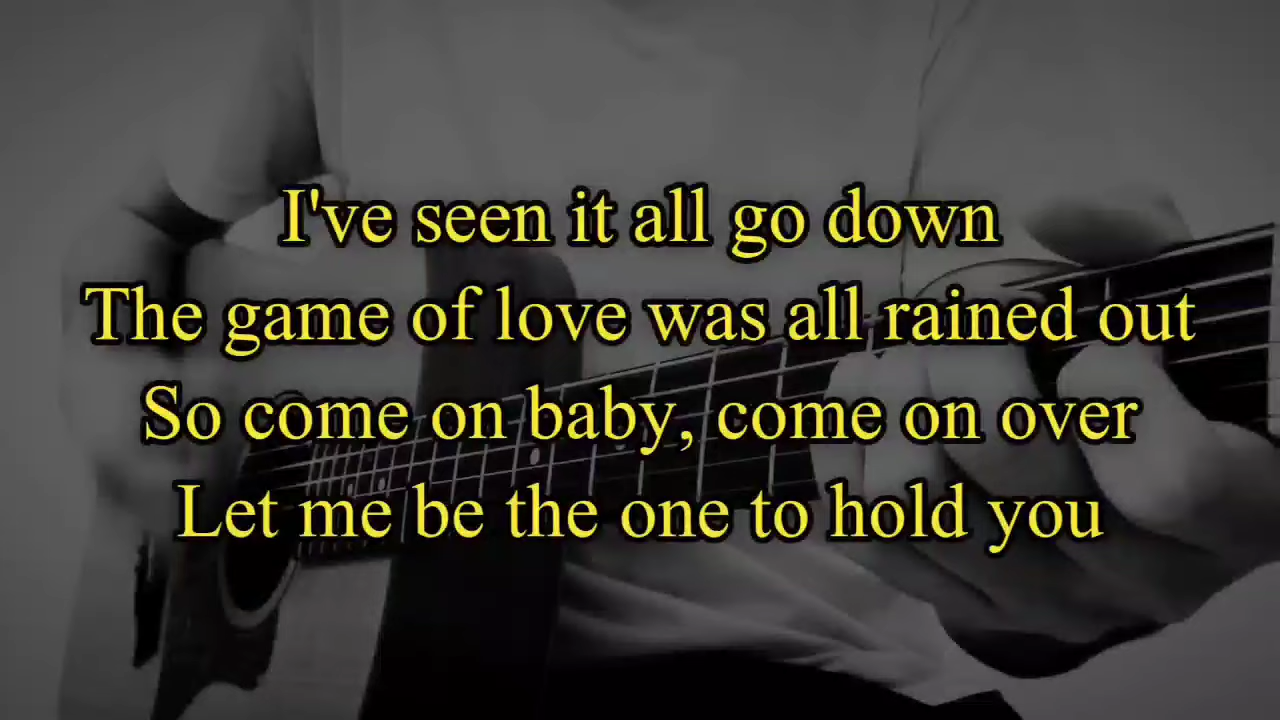 I've seen it all go down
The game of love was all rained out
So come on baby, come on over
Let me be the one to hold you